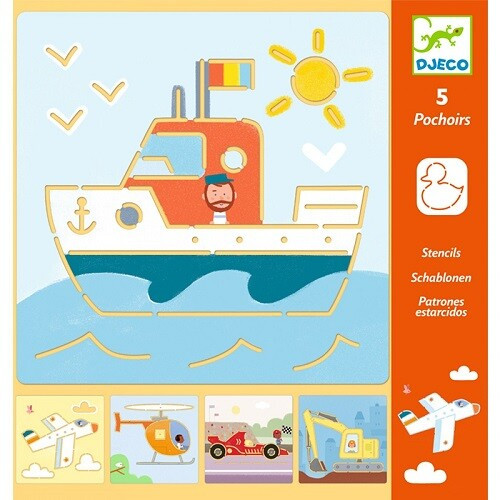 DJECO
5
Pochoirs
Stencils
Schablonen
Patrones
estarcidos